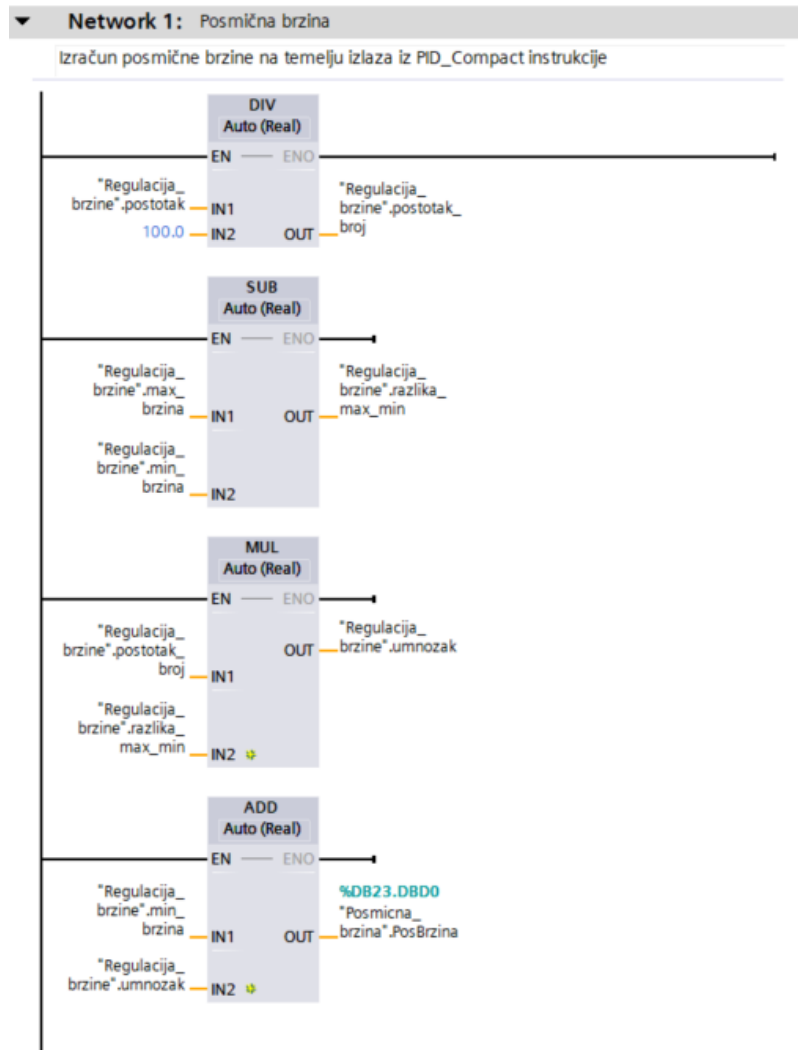 Network 1: Posmična brzina
Izračun posmične brzine na temelju izlaza iz PID_Compact instrukcije
DIV
Auto (Real)
EN ENO
"Regulacija_
brzine".postotak
IN1
100.0
IN2
OUT
"Regulacija_
brzine".postotak_
broj
SUB
Auto (Real)
EN ENO
"Regulacija_
brzine".max_
brzina
IN1
OUT
"Regulacija_
brzine".razlika_
max_min
"Regulacija_
brzine".min_
brzina
IN2
MUL
Auto (Real)
EN ENO
"Regulacija_
brzine".postotak_
broj
IN1
OUT
"Regulacija_
brzine".umnozak
"Regulacija_
brzine".razlika_
max_min
IN2
ADD
Auto (Real)
EN ENO
"Regulacija_
brzine".min_
brzina
IN1
OUT
%DB23.DBD0
"Posmicna_
brzina".PosBrzina
"Regulacija_
brzine".umnozak
IN2